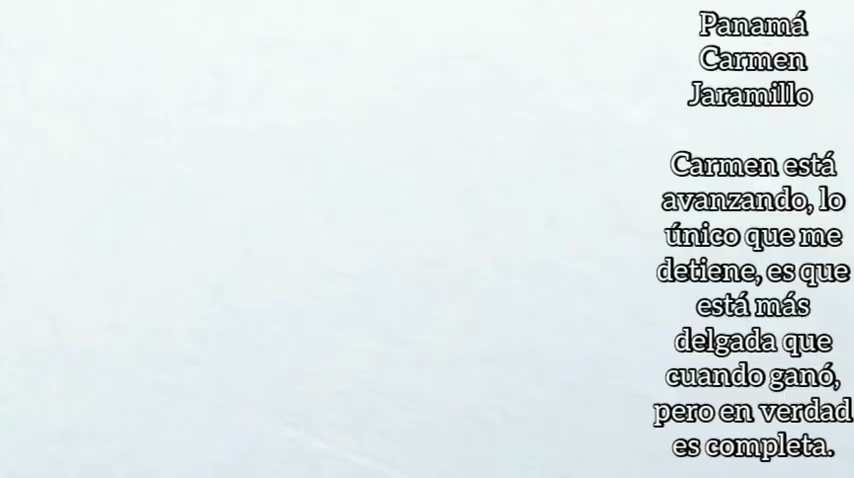 Panamá
Carmen
Jaramillo
Carmen está
avanzando, lo
único que me
detiene, es que
está más
delgada que
cuando ganó,
pero en verdad
es completa.